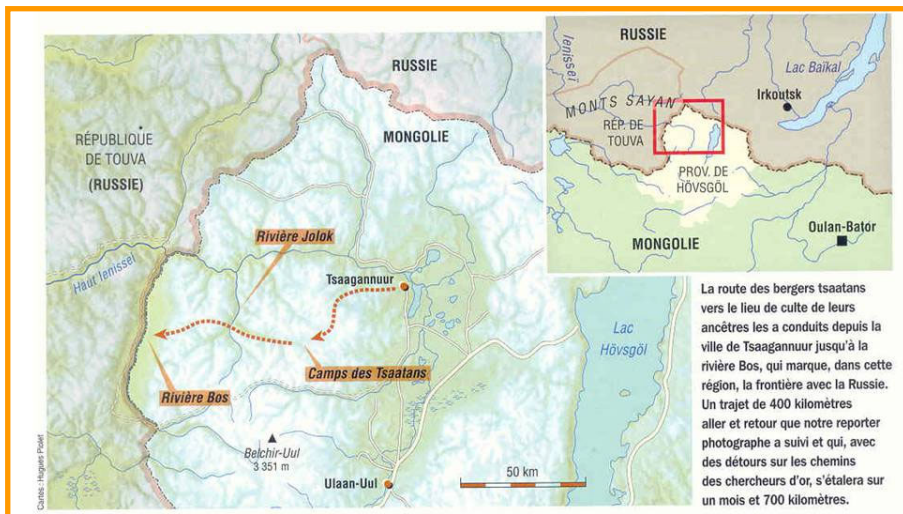 RUSSIE
MONGOLIE
RÉPUBLIQUE
DE TOUVA
(RUSSIE)
Rivière Jolok
Haut Ienisseï
Tsaagannuur
Camps des Tsaatans
Rivière Bos
Belchir-Uul
3 351 m
Ulaan-Uul
50 km
Lac
Hövsgöl
Cartes : Hugues Piolet
RUSSIE
Ienisseï
Lac Baïkal
Irkoutsk
MONTS SAYAN
RÉP. DE
TOUVA
PROV. DE
HÖVSGÖL
Oulan-Bator
MONGOLIE
La route des bergers tsaatans
vers le lieu de culte de leurs
ancêtres les a conduits depuis la
ville de Tsaagannuur jusqu'à la
rivière Bos, qui marque, dans cette
région, la frontière avec la Russie.
Un trajet de 400 kilomètres
aller et retour que notre reporter
photographe a suivi et qui, avec
des détours sur les chemins
des chercheurs d'or, s'étalera sur
un mois et 700 kilomètres.